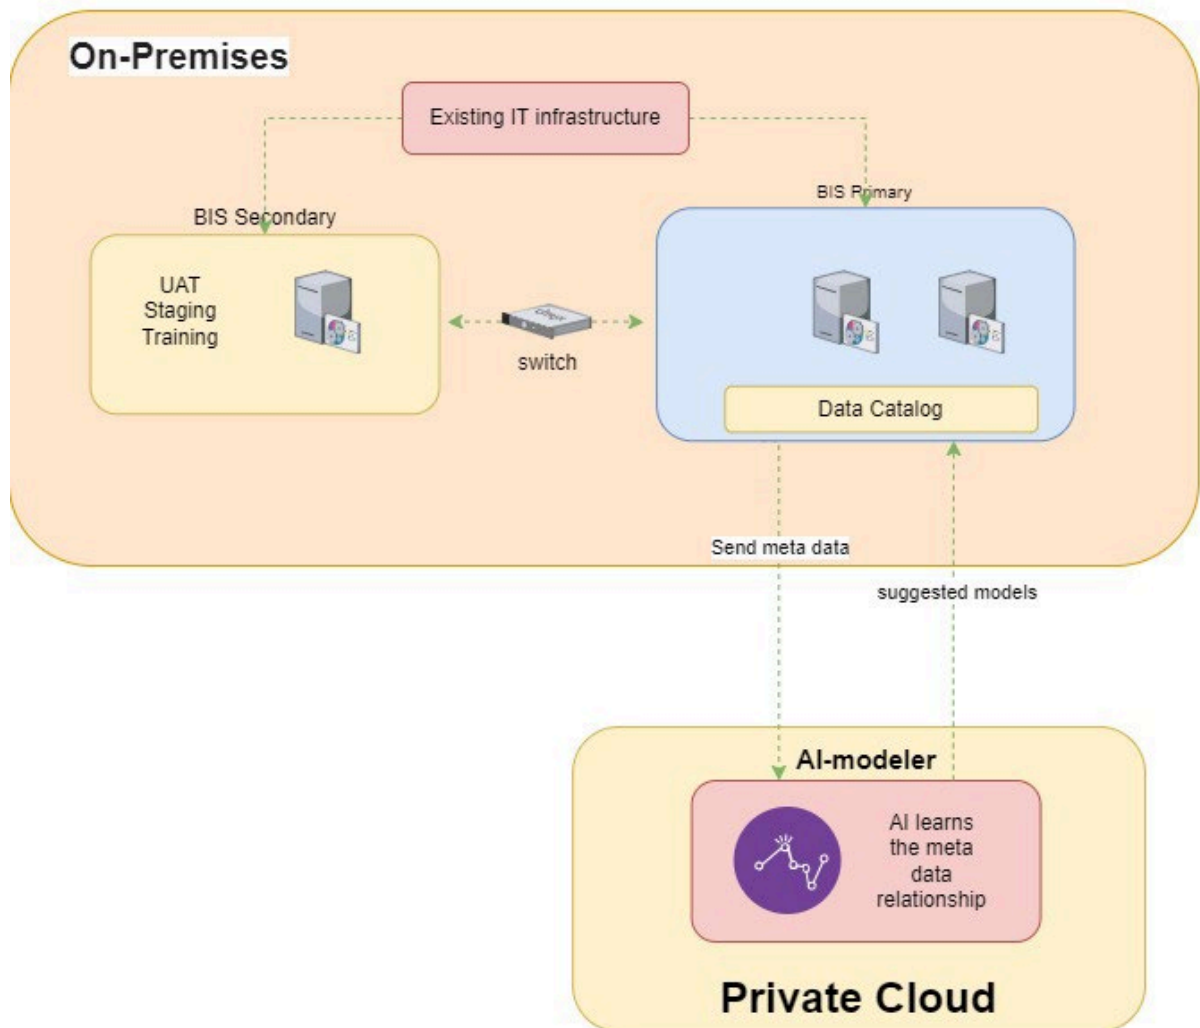 On-Premises
Existing IT infrastructure
BIS Primary
BIS Secondary
UAT
Staging
Training
switch
Data Catalog
Send meta data
suggested models
AI-modeler
AI learns
the meta
data
relationship
Private Cloud